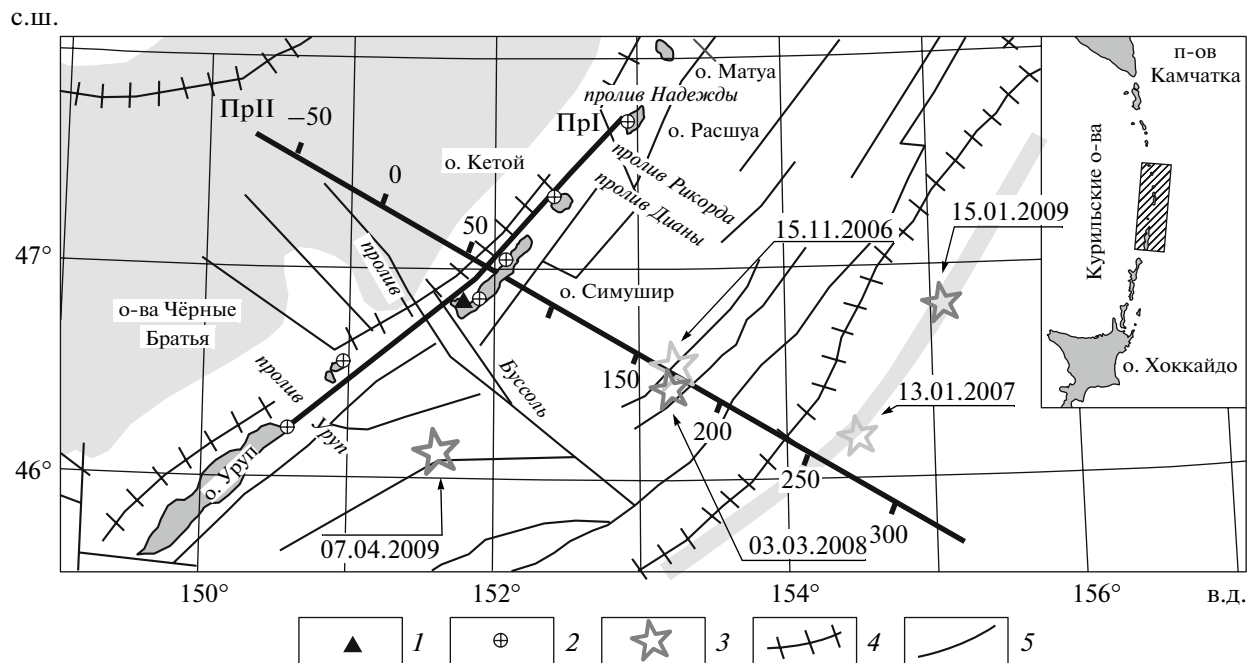 с.ш.
п-ов
Камчатка
о. Матуа
пролив Надежды
ПрII
−50
ПрI
о. Расшуа
о. Кетой
пролив Рикорда
0
пролив Дианы
Курильские о-ва
15.01.2009
50
15.11.2006
47°
пролив
о. Симушир
о-ва Чёрные
Братья
о. Хоккайдо
150
13.01.2007
пролив
Буссоль
200
Уруп
46°
о. Уруп
250
300
07.04.2009
03.03.2008
150°
152°
154°
156°
в.д.
1
2
3
4
5